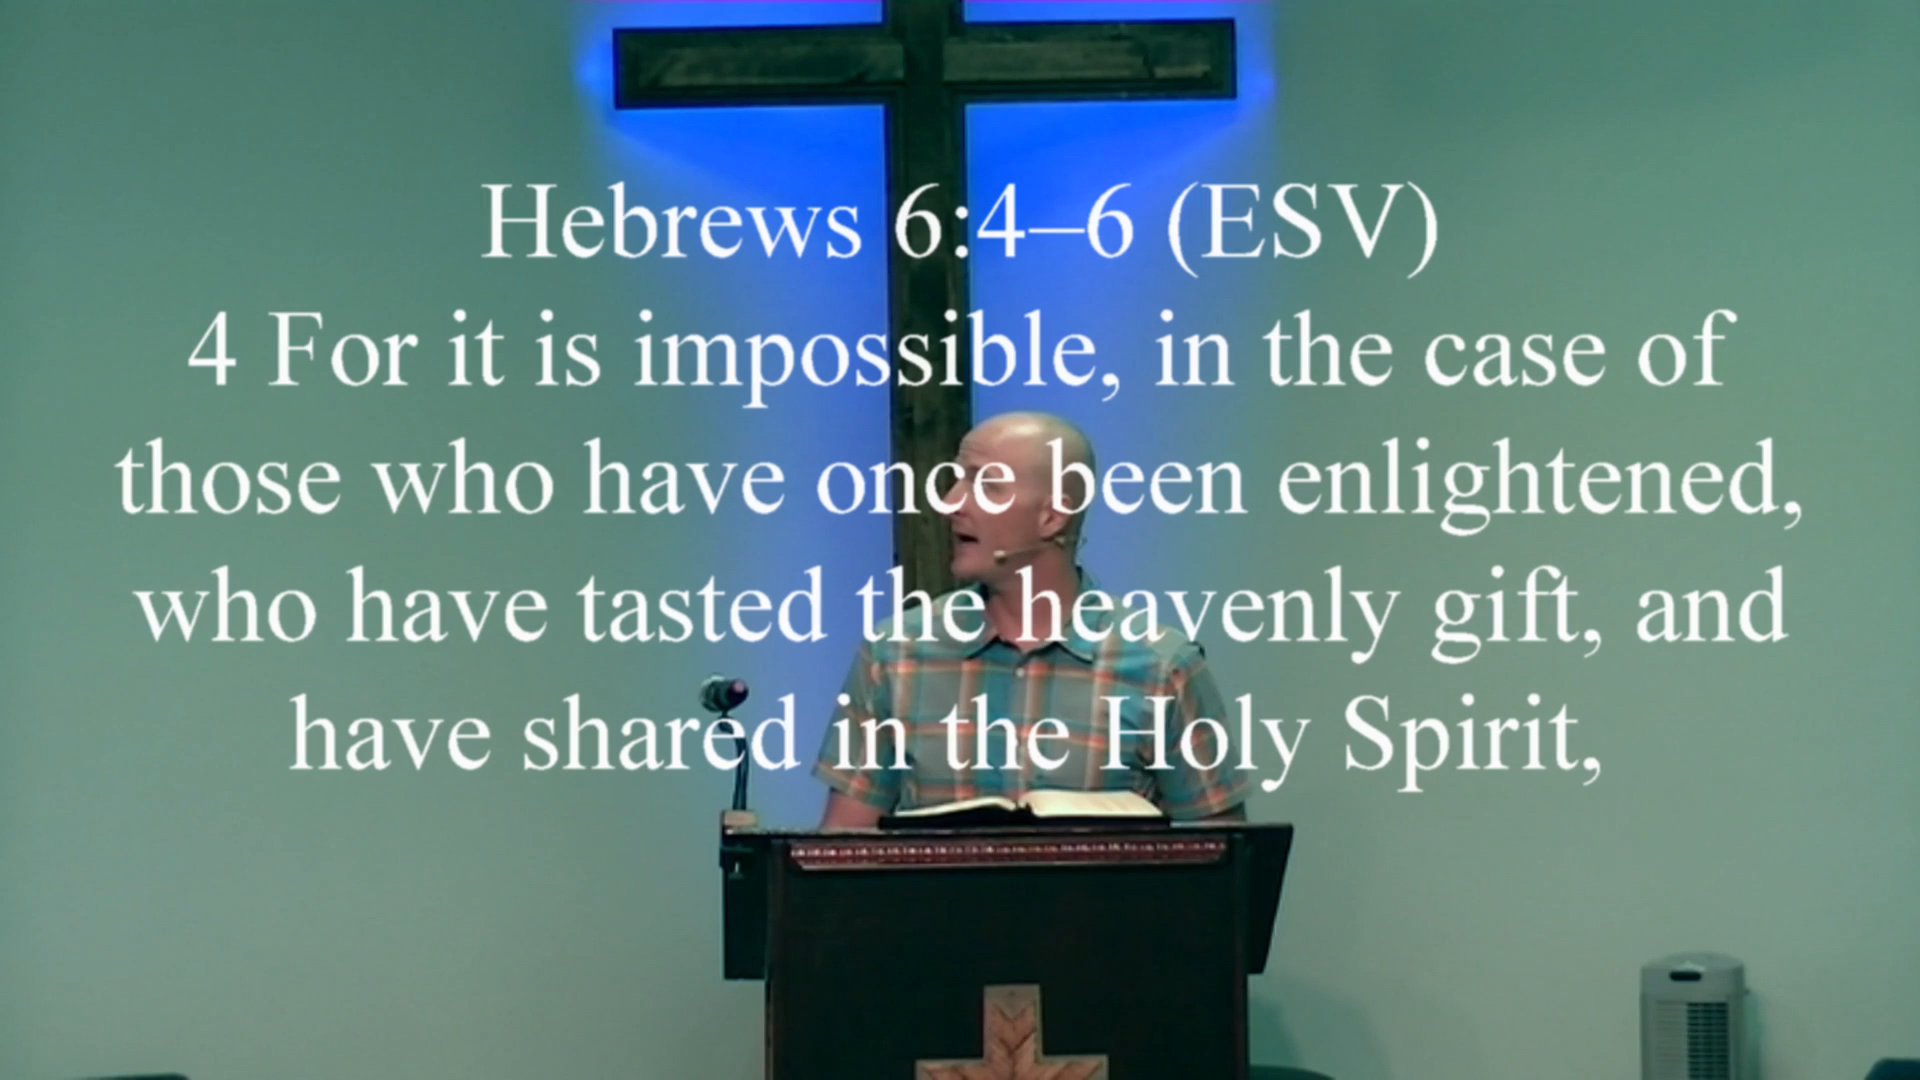 Hebrews 6:4–6 (ESV)
4 For it is impossible, in the case of
those who have once been enlightened,
who have tasted the heavenly gift, and
have shared in the Holy Spirit,